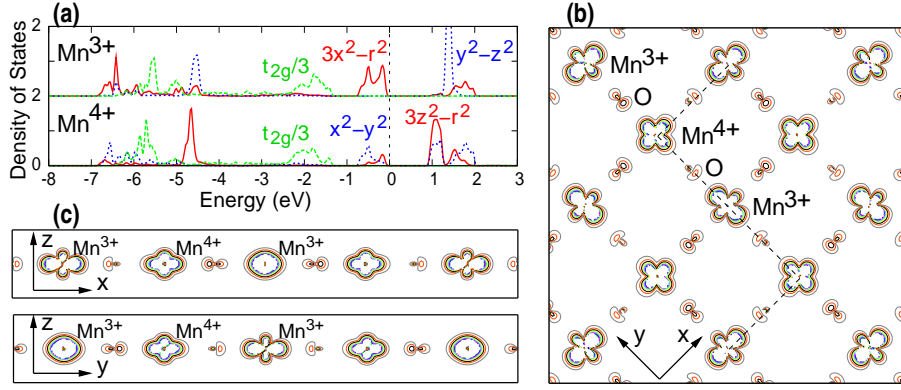 (a)
Density of States
2
Mn3+
t2g/3
3x2−r2
y2−z2
2
Mn4+
t2g/3
x2−y2
3z2−r2
0
−8 −7 −6 −5 −4 −3 −2 −1 0 1 2 3
Energy (eV)
(b)
Mn3+
O
Mn4+
O
Mn3+
y x
(c)
z Mn3+ Mn4+ Mn3+
x
z Mn3+ Mn4+ Mn3+
y